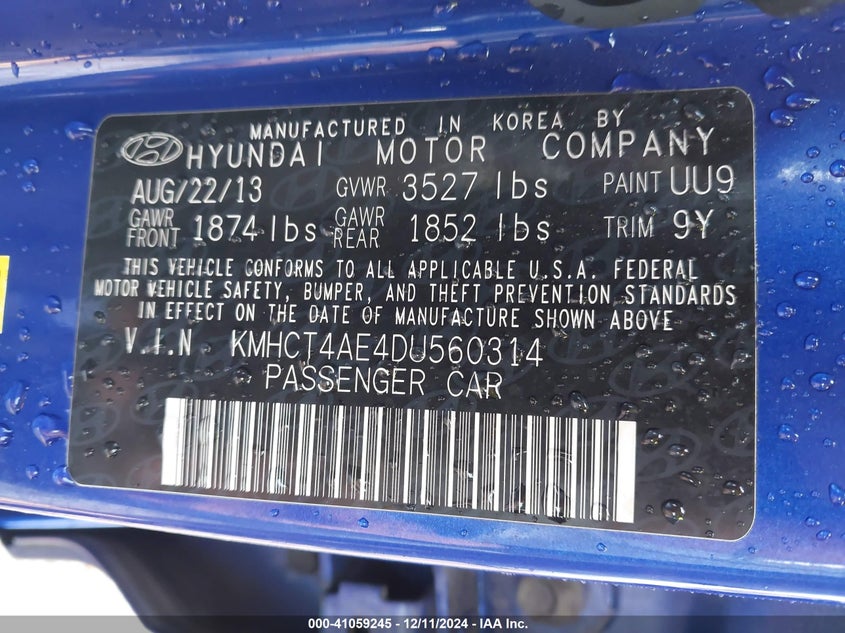 MANUFACTURED IN KOREA BY
HYUNDAI MOTOR COMPANY
AUG/22/13 GVWR 3527 lbs PAINT UU9
GAWR FRONT 1874 lbs GAWR REAR 1852 lbs TRIM 9Y
THIS VEHICLE CONFORMS TO ALL APPLICABLE U.S.A. FEDERAL
MOTOR VEHICLE SAFETY, BUMPER, AND THEFT PREVENTION STANDARDS
IN EFFECT ON THE DATE OF MANUFACTURE SHOWN ABOVE
V.I.N KMHCT4AE4DU560314
PASSENGER CAR
000-41059245 - 12/11/2024 - IAA Inc.